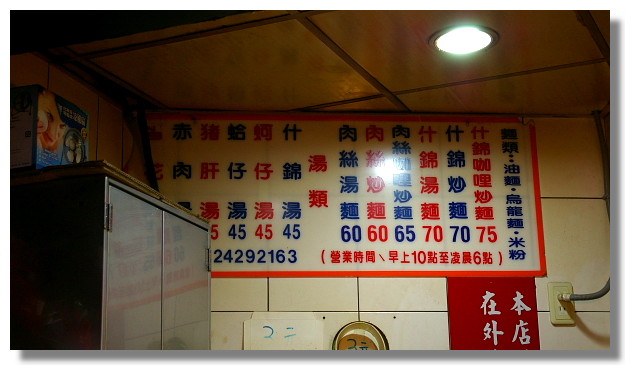 麵類：油麵・烏龍麵・米粉
什錦咖哩炒麵 75
什錦炒麵 70
什錦湯麵 70
肉絲咖哩炒麵 65
肉絲炒麵 60
肉絲湯麵 60
湯類
什錦湯 45
蚵仔湯 45
蛤仔湯 45
豬肝湯 5
赤肉
24292163
(營業時間、早上10點至凌晨6點)
本店
在外